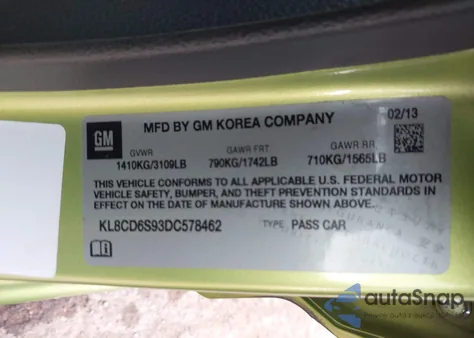 02/13
GM
MFD BY GM KOREA COMPANY
GVWR GAWR FRT GAWR RR
1410KG/3109LB 790KG/1742LB 710KG/1565LB
THIS VEHICLE CONFORMS TO ALL APPLICABLE U.S. FEDERAL MOTOR
VEHICLE SAFETY, BUMPER, AND THEFT PREVENTION STANDARDS IN
EFFECT ON THE DATE OF MANUFACTURE SHOWN ABOVE.
KL8CD6S93DC578462 TYPE: PASS CAR
autoSnap